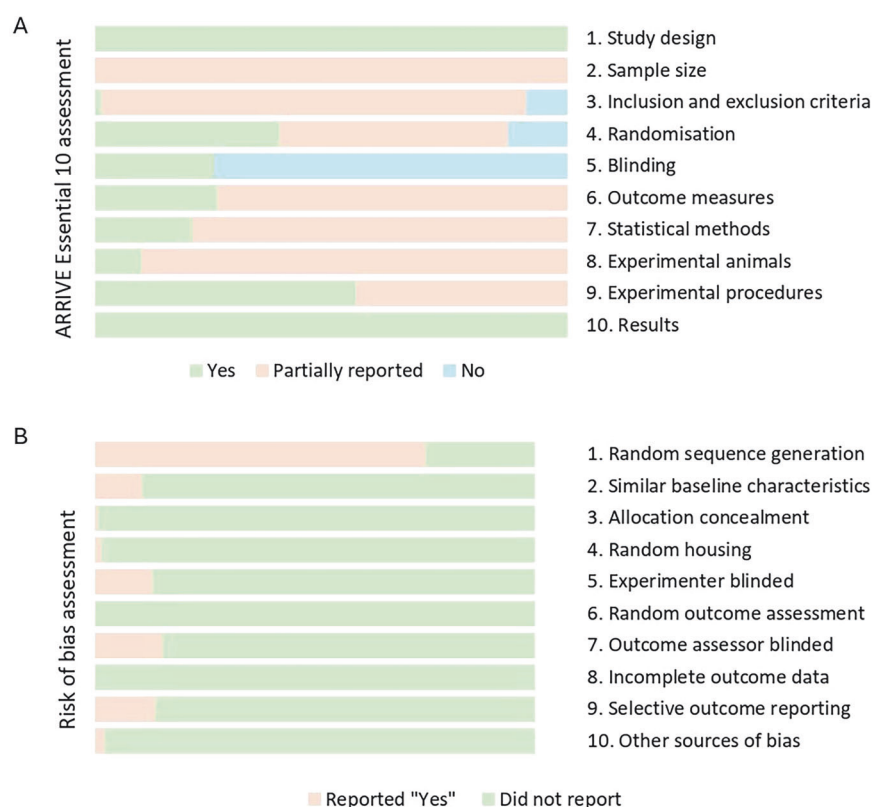 A
ARRIVE Essential 10 assessment
1. Study design
2. Sample size
3. Inclusion and exclusion criteria
4. Randomisation
5. Blinding
6. Outcome measures
7. Statistical methods
8. Experimental animals
9. Experimental procedures
10. Results
Yes Partially reported No
B
Risk of bias assessment
1. Random sequence generation
2. Similar baseline characteristics
3. Allocation concealment
4. Random housing
5. Experimenter blinded
6. Random outcome assessment
7. Outcome assessor blinded
8. Incomplete outcome data
9. Selective outcome reporting
10. Other sources of bias
Reported "Yes" Did not report